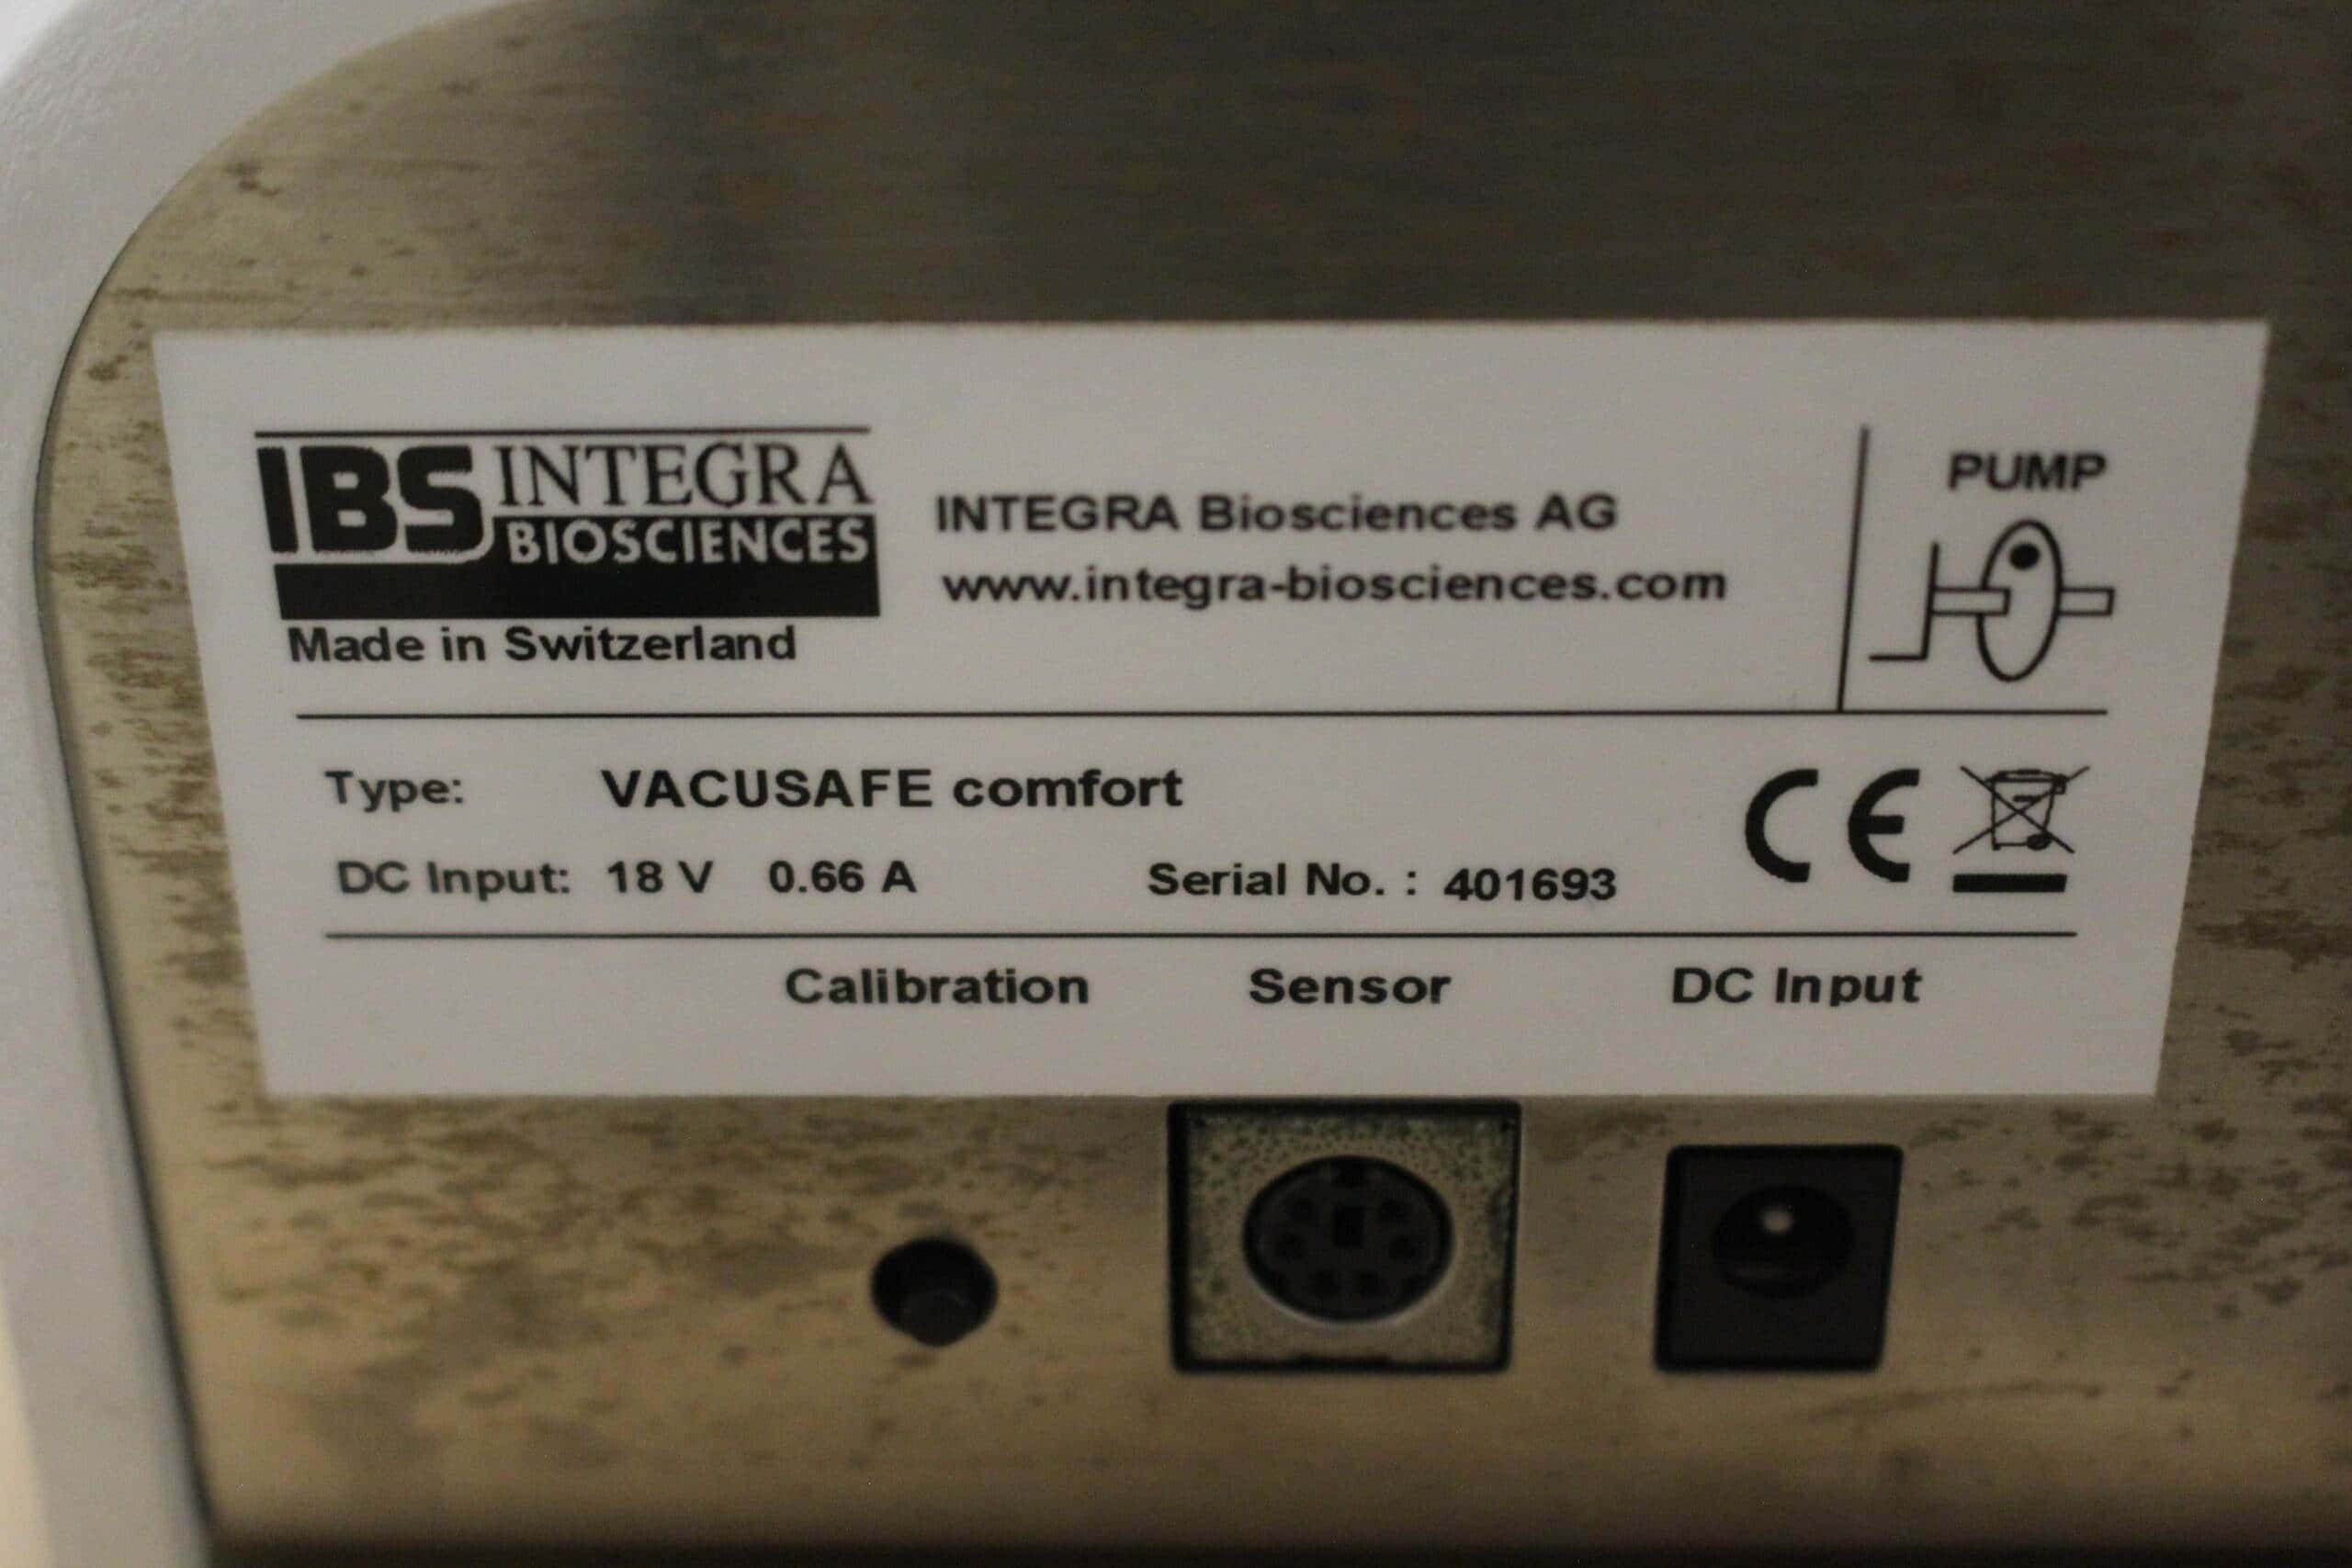 IBS INTEGRA BIOSCIENCES
Made in Switzerland
INTEGRA Biosciences AG
www.integra-biosciences.com
PUMP
Type: VACUSAFE comfort
DC Input: 18 V 0.66 A Serial No. : 401693
CE
Calibration Sensor DC Input